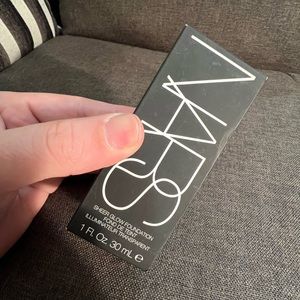 NARS
SHEER GLOW FOUNDATION
FOND DE TEINT
ILLUMINATEUR TRANSPARENT
1 Fl. Oz. 30 mL e